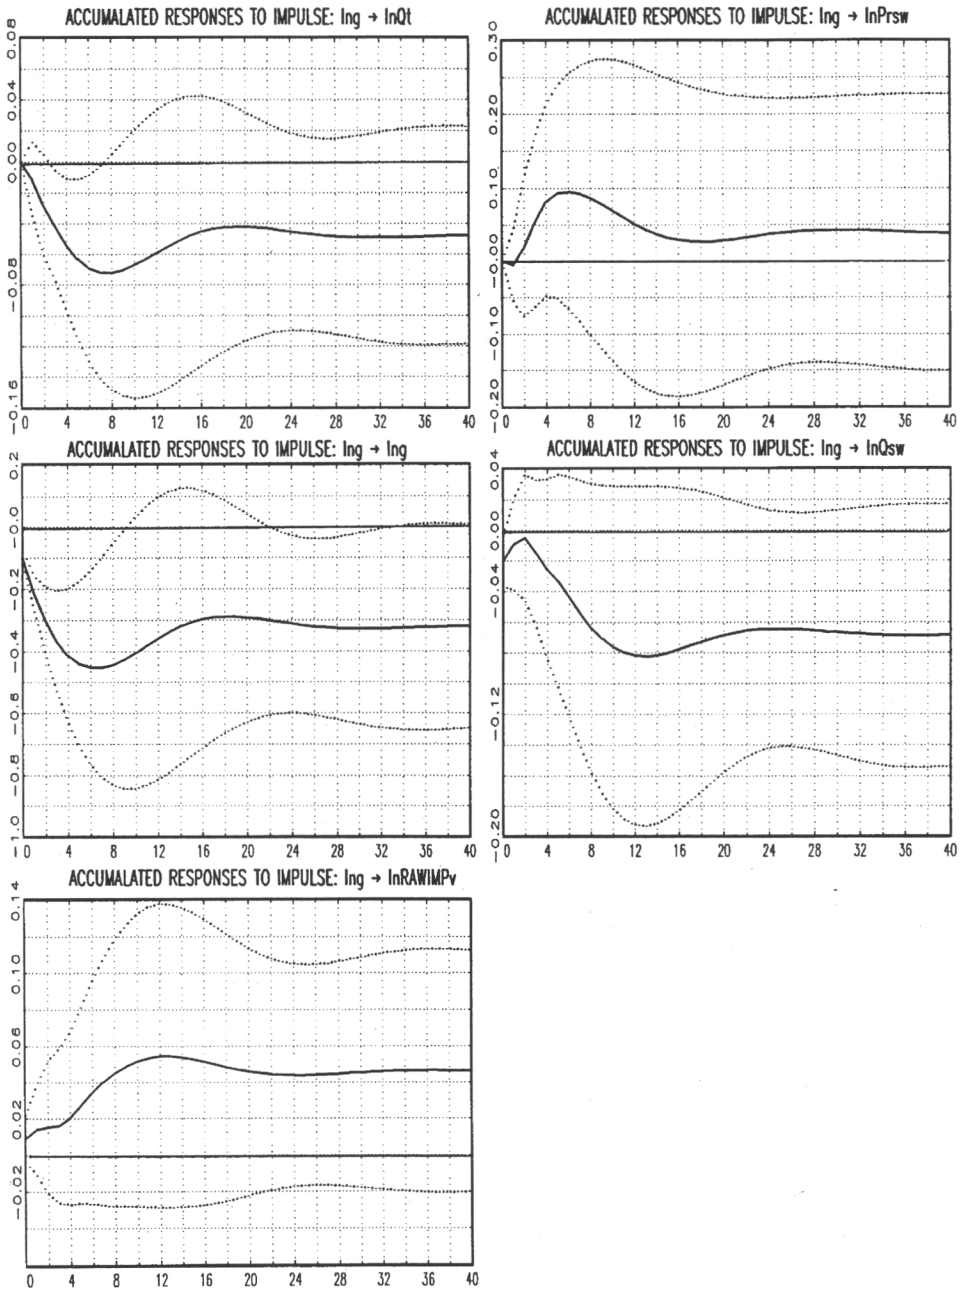 ACCUMALATED RESPONSES TO IMPULSE: lng → lnQt
0.08
0.04
0.00
−0.08
−0.16
0 4 8 12 16 20 24 28 32 36 40
ACCUMALATED RESPONSES TO IMPULSE: lng → lnPrsw
0.30
0.20
0.10
−0.00
−0.10
−0.20
0 4 8 12 16 20 24 28 32 36 40
ACCUMALATED RESPONSES TO IMPULSE: lng → lng
0.2
−0.0
−0.2
−0.4
−0.6
−0.8
−1.0
0 4 8 12 16 20 24 28 32 36 40
ACCUMALATED RESPONSES TO IMPULSE: lng → lnQsw
0.04
−0.04
−0.12
−0.20
0 4 8 12 16 20 24 28 32 36 40
ACCUMALATED RESPONSES TO IMPULSE: lng → lnRAWIMPv
0.14
0.10
0.06
0.02
−0.02
0 4 8 12 16 20 24 28 32 36 40